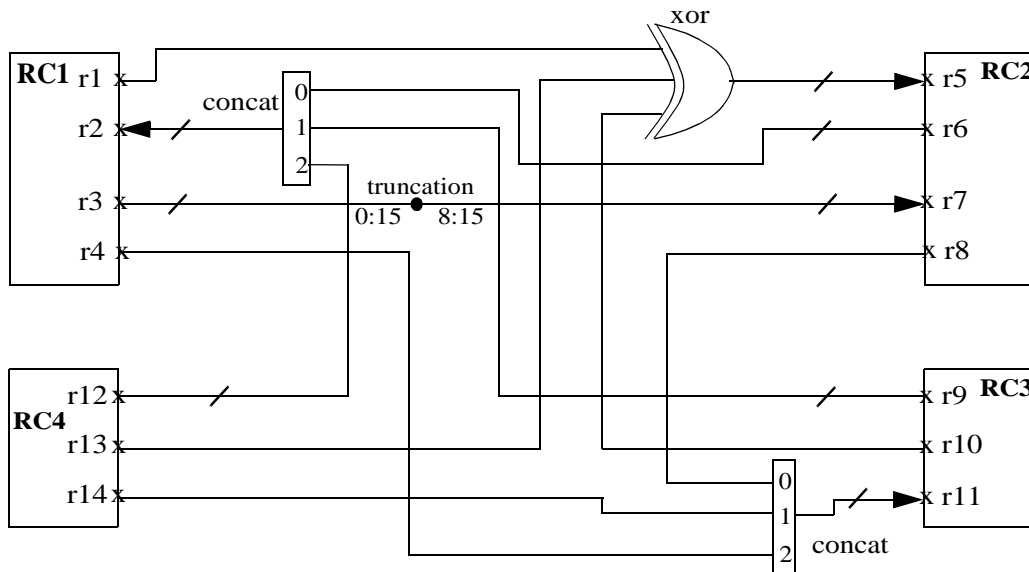 xor
RC1 r1 x
x r5 RC2
concat 0
r2 x
1
x r6
2
truncation
r3 x
0:15 8:15
x r7
r4 x
x r8
r12 x
x r9 RC3
RC4
r13 x
x r10
0
r14 x
x r11
1
2
concat